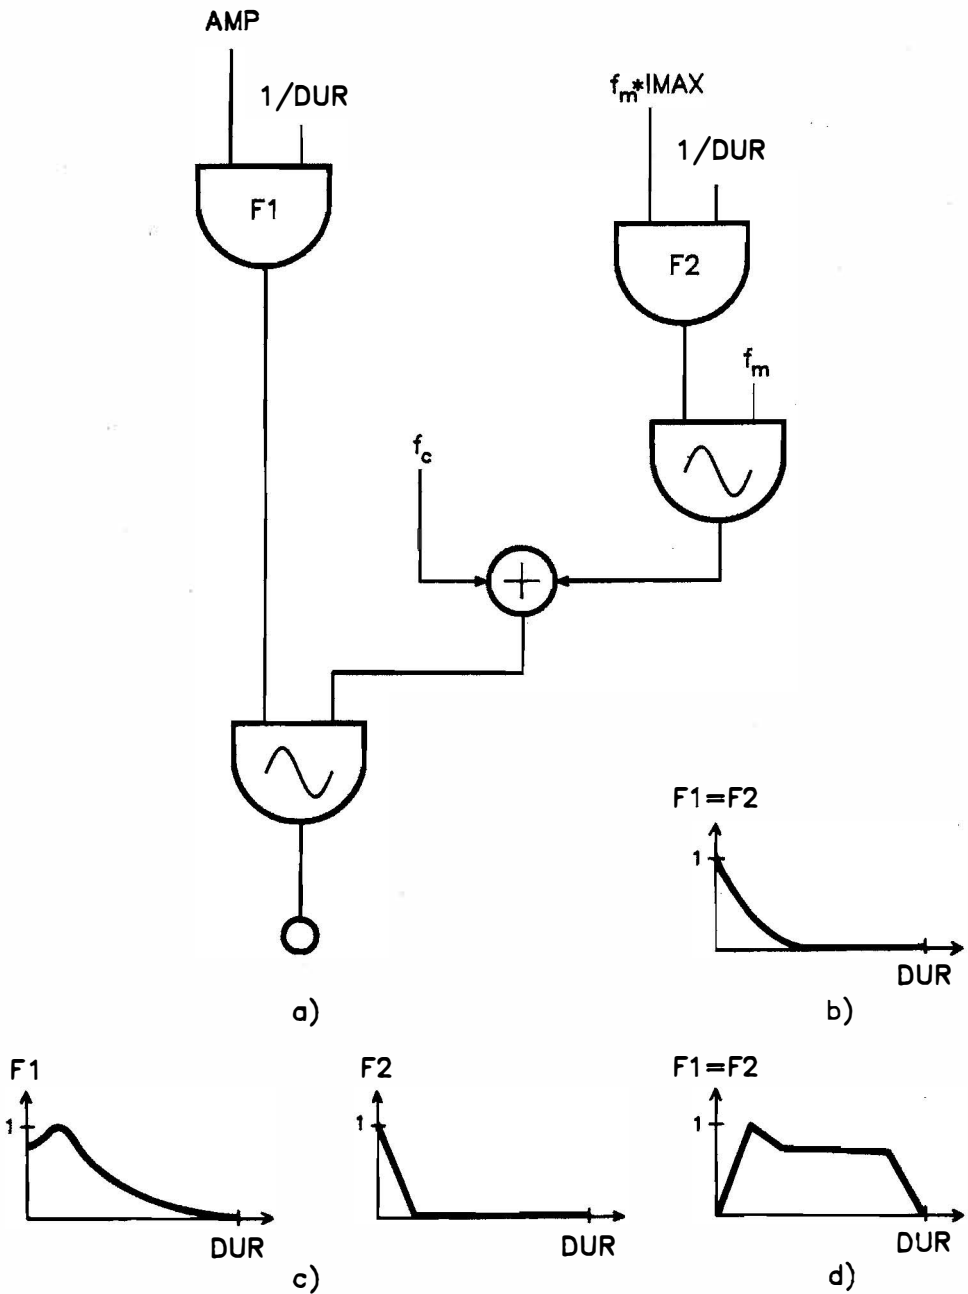 AMP
1/DUR
F1
f_m*IMAX
1/DUR
F2
f_m
f_c
a)
F1=F2
1
DUR
b)
F1
1
DUR
F2
1
DUR
c)
F1=F2
1
DUR
d)